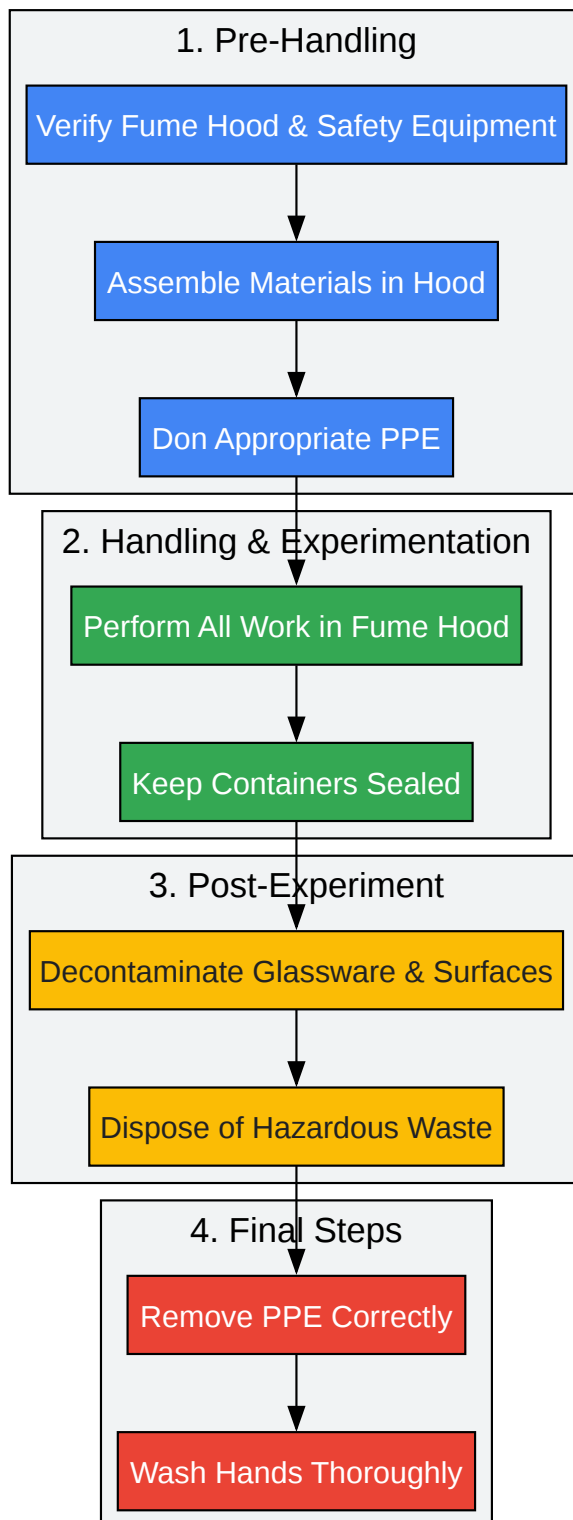 1. Pre-Handling
Verify Fume Hood & Safety Equipment
Assemble Materials in Hood
Don Appropriate PPE
2. Handling & Experimentation
Perform All Work in Fume Hood
Keep Containers Sealed
3. Post-Experiment
Decontaminate Glassware & Surfaces
Dispose of Hazardous Waste
4. Final Steps
Remove PPE Correctly
Wash Hands Thoroughly